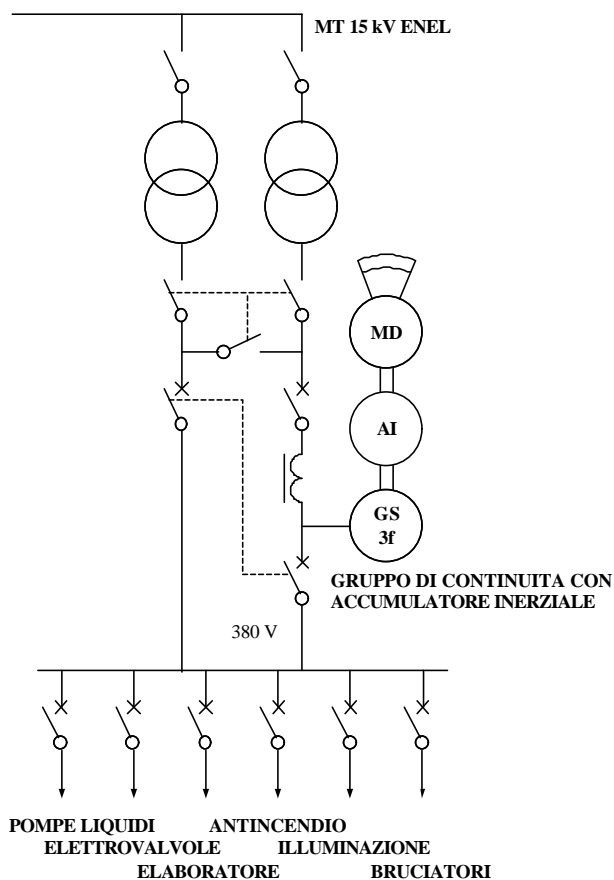 MT 15 kV ENEL
MD
AI
GS
3f
GRUPPO DI CONTINUITA CON
ACCUMULATORE INERZIALE
380 V
POMPE LIQUIDI
ANTINCENDIO
ELETTROVALVOLE
ILLUMINAZIONE
ELABORATORE
BRUCIATORI